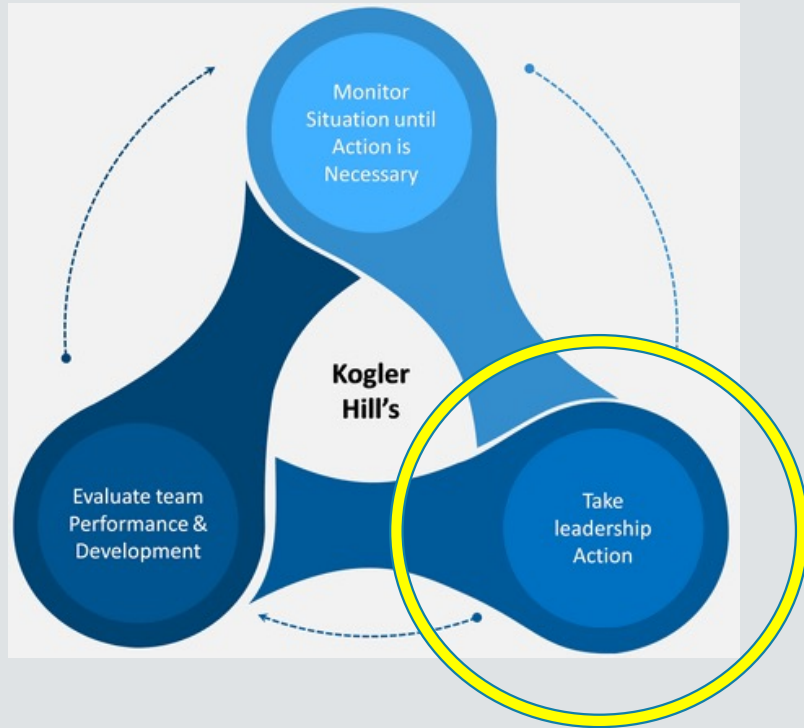 Monitor
Situation until
Action is
Necessary
Kogler
Hill's
Evaluate team
Performance &
Development
Take
leadership
Action